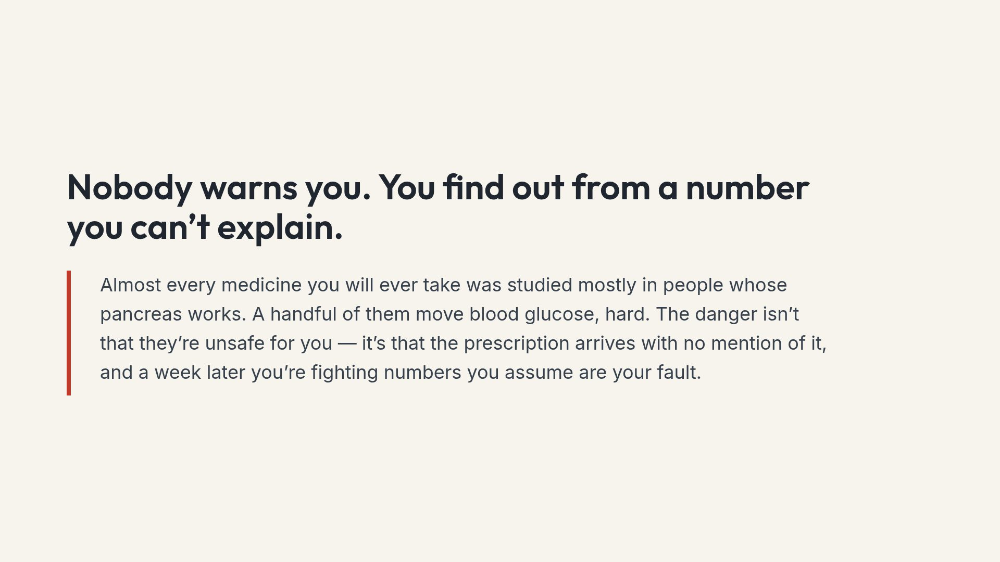 Nobody warns you. You find out from a number
you can’t explain.
Almost every medicine you will ever take was studied mostly in people whose
pancreas works. A handful of them move blood glucose, hard. The danger isn’t
that they’re unsafe for you — it’s that the prescription arrives with no mention of it,
and a week later you’re fighting numbers you assume are your fault.